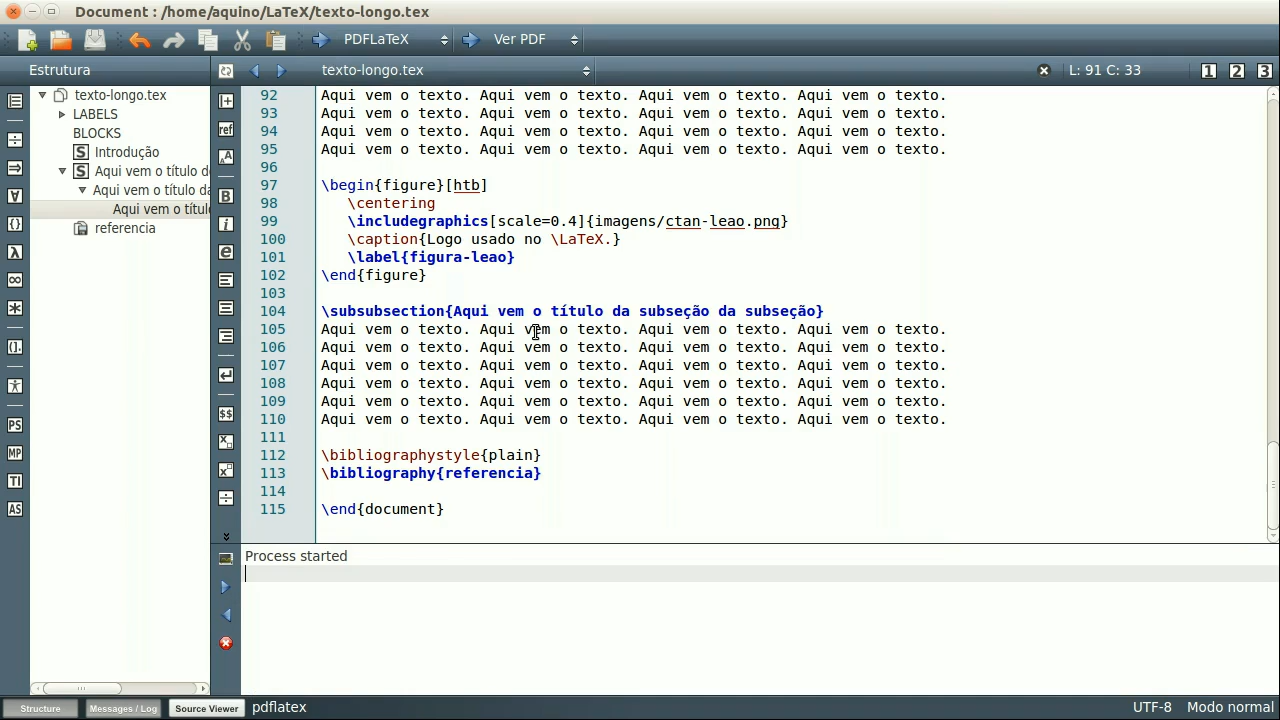 Document : /home/aquino/LaTeX/texto-longo.tex
PDFLaTeX Ver PDF
Estrutura texto-longo.tex L: 91 C: 33 1 2 3
texto-longo.tex
LABELS
BLOCKS
S Introdução
S Aqui vem o título d
Aqui vem o título da
Aqui vem o títul
referencia
92 Aqui vem o texto. Aqui vem o texto. Aqui vem o texto. Aqui vem o texto.
93 Aqui vem o texto. Aqui vem o texto. Aqui vem o texto. Aqui vem o texto.
94 Aqui vem o texto. Aqui vem o texto. Aqui vem o texto. Aqui vem o texto.
95 Aqui vem o texto. Aqui vem o texto. Aqui vem o texto. Aqui vem o texto.
96
97 \begin{figure}[htb]
98 \centering
99 \includegraphics[scale=0.4]{imagens/ctan-leao.png}
100 \caption{Logo usado no \LaTeX.}
101 \label{figura-leao}
102 \end{figure}
103
104 \subsubsection{Aqui vem o título da subseção da subseção}
105 Aqui vem o texto. Aqui vem o texto. Aqui vem o texto. Aqui vem o texto.
106 Aqui vem o texto. Aqui vem o texto. Aqui vem o texto. Aqui vem o texto.
107 Aqui vem o texto. Aqui vem o texto. Aqui vem o texto. Aqui vem o texto.
108 Aqui vem o texto. Aqui vem o texto. Aqui vem o texto. Aqui vem o texto.
109 Aqui vem o texto. Aqui vem o texto. Aqui vem o texto. Aqui vem o texto.
110 Aqui vem o texto. Aqui vem o texto. Aqui vem o texto. Aqui vem o texto.
111
112 \bibliographystyle{plain}
113 \bibliography{referencia}
114
115 \end{document}
ref
B
i
e
$$
{}
λ
∞
PS
MP
TI
AS
Process started
Structure Messages / Log Source Viewer pdflatex UTF-8 Modo normal